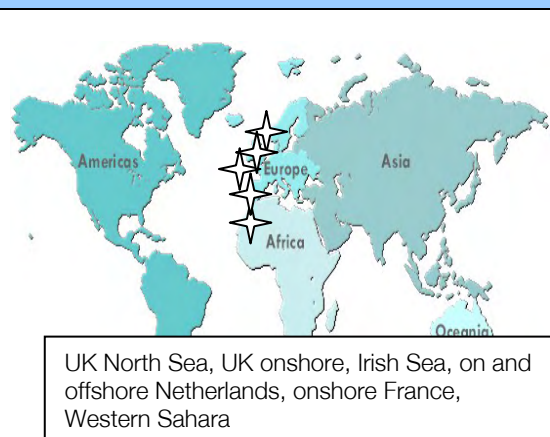 Americas
Europe
Asia
Africa
Oceania
UK North Sea, UK onshore, Irish Sea, on and
offshore Netherlands, onshore France,
Western Sahara